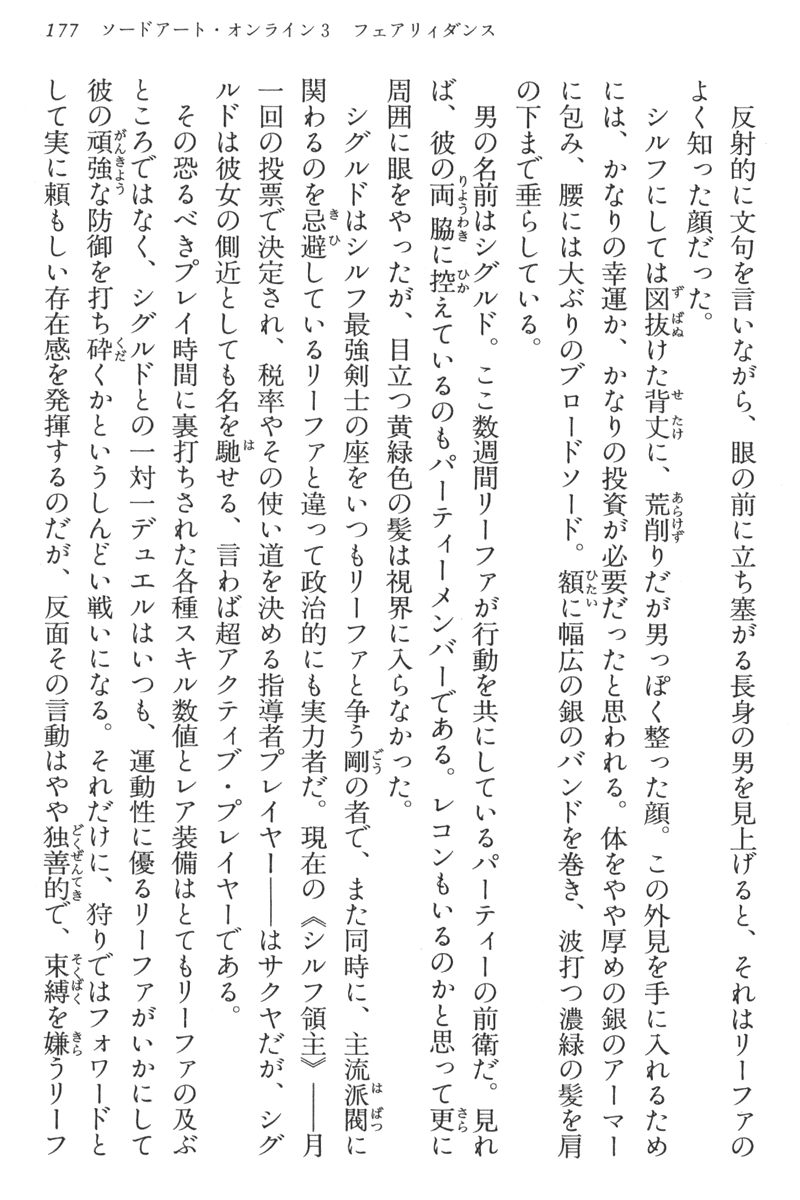 177　ソードアート・オンライン3　フェアリィダンス
反射的に文句を言いながら、眼の前に立ち塞がる長身の男を見上げると、それはリーファの
よく知った顔だった。
シルフにしては図抜けた背丈に、荒削りだが男っぽく整った顔。この外見を手に入れるため
には、かなりの幸運か、かなりの投資が必要だったと思われる。体をやや厚めの銀のアーマー
に包み、腰には大ぶりのブロードソード。額に幅広の銀のバンドを巻き、波打つ濃緑の髪を肩
の下まで垂らしている。
男の名前はシグルド。ここ数週間リーファが行動を共にしているパーティーの前衛だ。見れ
ば、彼の両脇に控えているのもパーティーメンバーである。レコンもいるのかと思って更に
周囲に眼をやったが、目立つ黄緑色の髪は視界に入らなかった。
シグルドはシルフ最強剣士の座をいつもリーファと争う剛の者で、また同時に、主流派閥に
関わるのを忌避しているリーファと違って政治的にも実力者だ。現在の《シルフ領主》――月
一回の投票で決定され、税率やその使い道を決める指導者プレイヤー――はサクヤだが、シグ
ルドは彼女の側近としても名を馳せる、言わば超アクティブ・プレイヤーである。
その恐るべきプレイ時間に裏打ちされた各種スキル数値とレア装備はとてもリーファの及ぶ
ところではなく、シグルドとの一対一デュエルはいつも、運動性に優るリーファがいかにして
彼の頑強な防御を打ち砕くかというしんどい戦いになる。それだけに、狩りではフォワードと
して実に頼もしい存在感を発揮するのだが、反面その言動はやや独善的で、束縛を嫌うリーフ